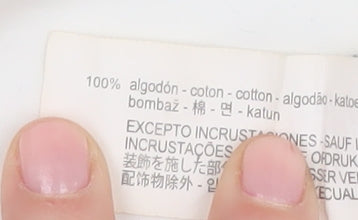 100% algodón - coton - cotton - algodão - katoe
bombaž - 棉 - 면 - katun
EXCEPTO INCRUSTACIONES - SAUF
INCRUSTAÇÕES
装飾を施した部
配饰物除外 -